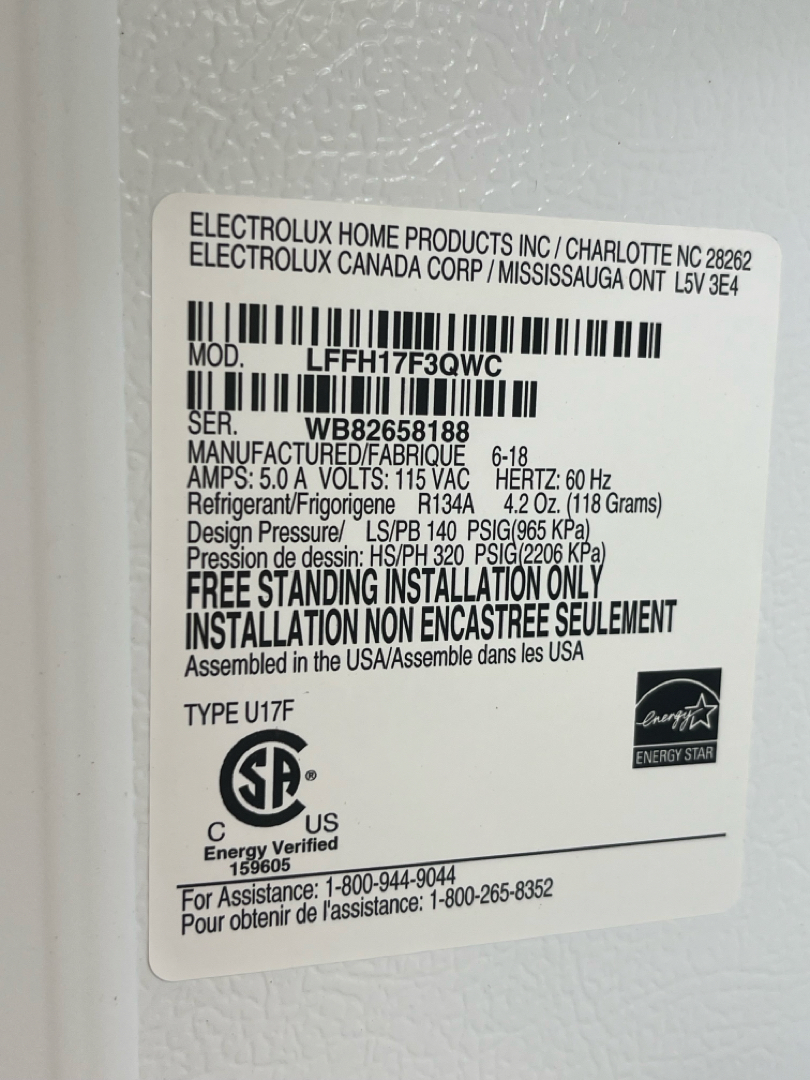 ELECTROLUX HOME PRODUCTS INC / CHARLOTTE NC 28262
ELECTROLUX CANADA CORP / MISSISSAUGA ONT L5V 3E4
MOD. LFFH17F3QWC
SER. WB82658188
MANUFACTURED/FABRIQUE 6-18
AMPS: 5.0 A VOLTS: 115 VAC HERTZ: 60 Hz
Refrigerant/Frigorigene R134A 4.2 Oz. (118 Grams)
Design Pressure/ LS/PB 140 PSIG(965 KPa)
Pression de dessin: HS/PH 320 PSIG(2206 KPa)
FREE STANDING INSTALLATION ONLY
INSTALLATION NON ENCASTREE SEULEMENT
Assembled in the USA/Assemble dans les USA
TYPE U17F
energy
ENERGY STAR
SA ®
C US
Energy Verified
159605
For Assistance: 1-800-944-9044
Pour obtenir de l'assistance: 1-800-265-8352